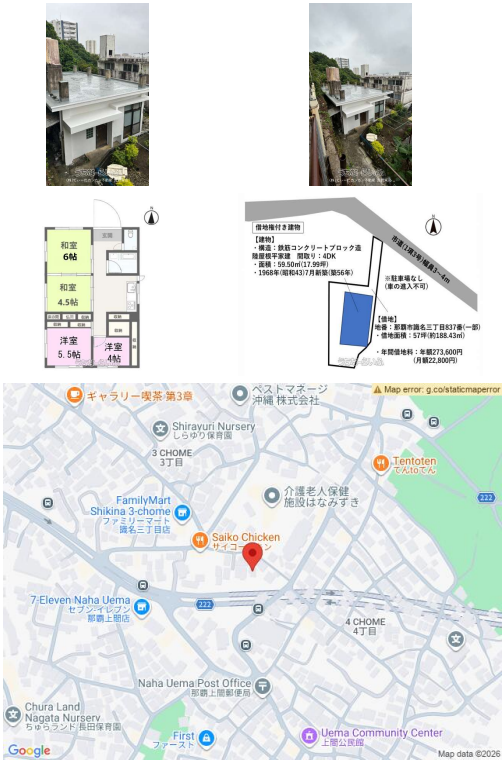 和室
6帖
和室
4.5帖
洋室
5.5帖
洋室
4帖
玄関
収納
収納
収納
N
借地権付き建物
【建物】
・構造：鉄筋コンクリートブロック造
陸屋根平家建　間取り：4DK
・面積：59.50㎡(17.99坪)
・1968年(昭和43)7月新築(築56年)
市道(1項3号)幅員3～4m
N
※駐車場なし
(車の進入不可)
【借地】
地番：那覇市識名三丁目837番(一部)
・借地面積：57坪(約188.43㎡)
・年間借地料：年額273,600円
(月額22,800円)
Map error: g.co/staticmaperror
ギャラリー喫茶·第3章
ベストマネージ
沖縄 株式会社
Shirayuri Nursery
しらゆり保育園
3 CHOME
3丁目
Tentoten
てんtoてん
介護老人保健
施設はなみずき
222
FamilyMart
Shikina 3-chome
ファミリーマート
識名三丁目店
Saiko Chicken
7-Eleven Naha Uema
セブン-イレブン
那覇上間店
222
4 CHOME
4丁目
Naha Uema Post Office
那覇上間郵便局
Chura Land
Nagata Nursery
ちゅらランド 長田保育園
First
ファースト
Uema Community Center
上間公民館
Google
Map data ©2026